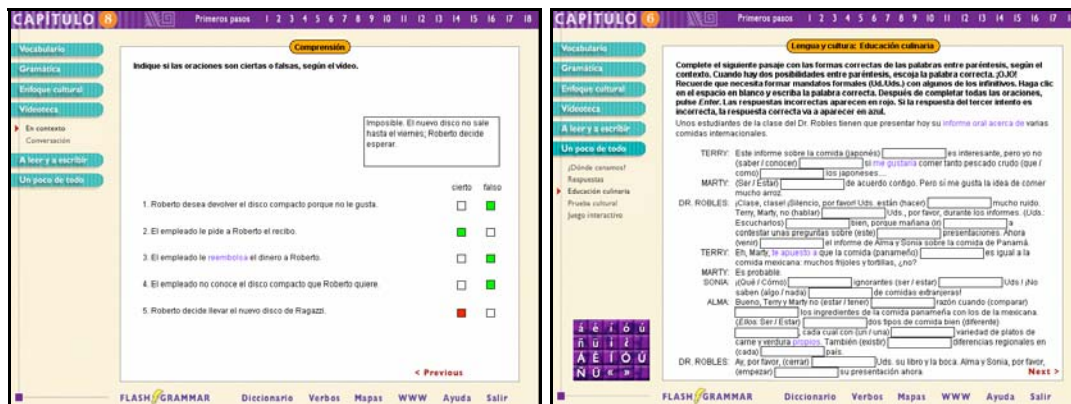 CAPÍTULO 8
Primeros pasos 1 2 3 4 5 6 7 8 9 10 11 12 13 14 15 16 17 18
Vocabulario
Gramática
Enfoque cultural
Videoteca
En contexto
Conversación
A leer y a escribir
Un poco de todo
Comprensión
Indique si las oraciones son ciertas o falsas, según el video.
Imposible. El nuevo disco no sale
hasta el viernes; Roberto decide
esperar.
cierto falso
1. Roberto desea devolver el disco compacto porque no le gusta.
2. El empleado le pide a Roberto el recibo.
3. El empleado le reembolsa el dinero a Roberto.
4. El empleado no conoce el disco compacto que Roberto quiere.
5. Roberto decide llevar el nuevo disco de Ragazzi.
< Previous
FLASH GRAMMAR Diccionario Verbos Mapas WWW Ayuda Salir
CAPÍTULO 6
Primeros pasos 1 2 3 4 5 6 7 8 9 10 11 12 13 14 15 16 17
Vocabulario
Gramática
Enfoque cultural
Videoteca
A leer y a escribir
Un poco de todo
¿Dónde cenamos?
Respuestas
Educación culinaria
Prueba cultural
Juego interactivo
Lengua y cultura: Educación culinaria
Complete el siguiente pasaje con las formas correctas de las palabras entre paréntesis, según el
contexto. Cuando hay dos posibilidades entre paréntesis, escoja la palabra correcta. ¡OJO!
Recuerde que necesita formar mandatos formales (Ud./Uds.) con algunos de los infinitivos. Haga clic
en el espacio en blanco y escriba la palabra correcta. Después de completar todas las oraciones,
pulse Enter. Las respuestas incorrectas aparecen en rojo. Si la respuesta del tercer intento es
incorrecta, la respuesta correcta va a aparecer en azul.
Unos estudiantes de la clase del Dr. Robles tienen que presentar hoy su informe oral acerca de varias
comidas internacionales.
TERRY: Este informe sobre la comida (japonés) es interesante, pero yo no
(saber / conocer) si me gustaría comer tanto pescado crudo (que /
como) los japoneses....
MARTY: (Ser / Estar) de acuerdo contigo. Pero sí me gusta la idea de comer
mucho arroz.
DR. ROBLES: ¡Clase, clase! ¡Silencio, por favor! Uds. están (hacer) mucho ruido.
Terry, Marty, no (hablar) Uds., por favor, durante los informes. (Uds.:
Escucharlos) bien, porque mañana (ir) a
contestar unas preguntas sobre (este) presentaciones. Ahora
(venir) el informe de Alma y Sonia sobre la comida de Panamá.
TERRY: Eh, Marty, te apuesto a que la comida (panameño) es igual a la
comida mexicana: muchos frijoles y tortillas, ¿no?
MARTY: Es probable.
SONIA: ¡(Qué / Cómo) ignorantes (ser / estar) Uds.! ¡No
saben (algo / nada) de comidas extranjeras!
ALMA: Bueno, Terry y Marty no (estar / tener) razón cuando (comparar)
los ingredientes de la comida panameña con los de la mexicana.
(Ellos: Ser / Estar) dos tipos de comida bien (diferente)
, cada cual con (un / una) variedad de platos de
carne y verdura propios. También (existir) diferencias regionales en
(cada) país.
DR. ROBLES: Ay, por favor, (cerrar) Uds. su libro y la boca. Alma y Sonia, por favor,
(empezar) su presentación ahora.
Next >
á é í ó ú
ñ ü ¡ ¿
Á É Í Ó Ú
Ñ Ü « »
FLASH GRAMMAR Diccionario Verbos Mapas WWW Ayuda Salir